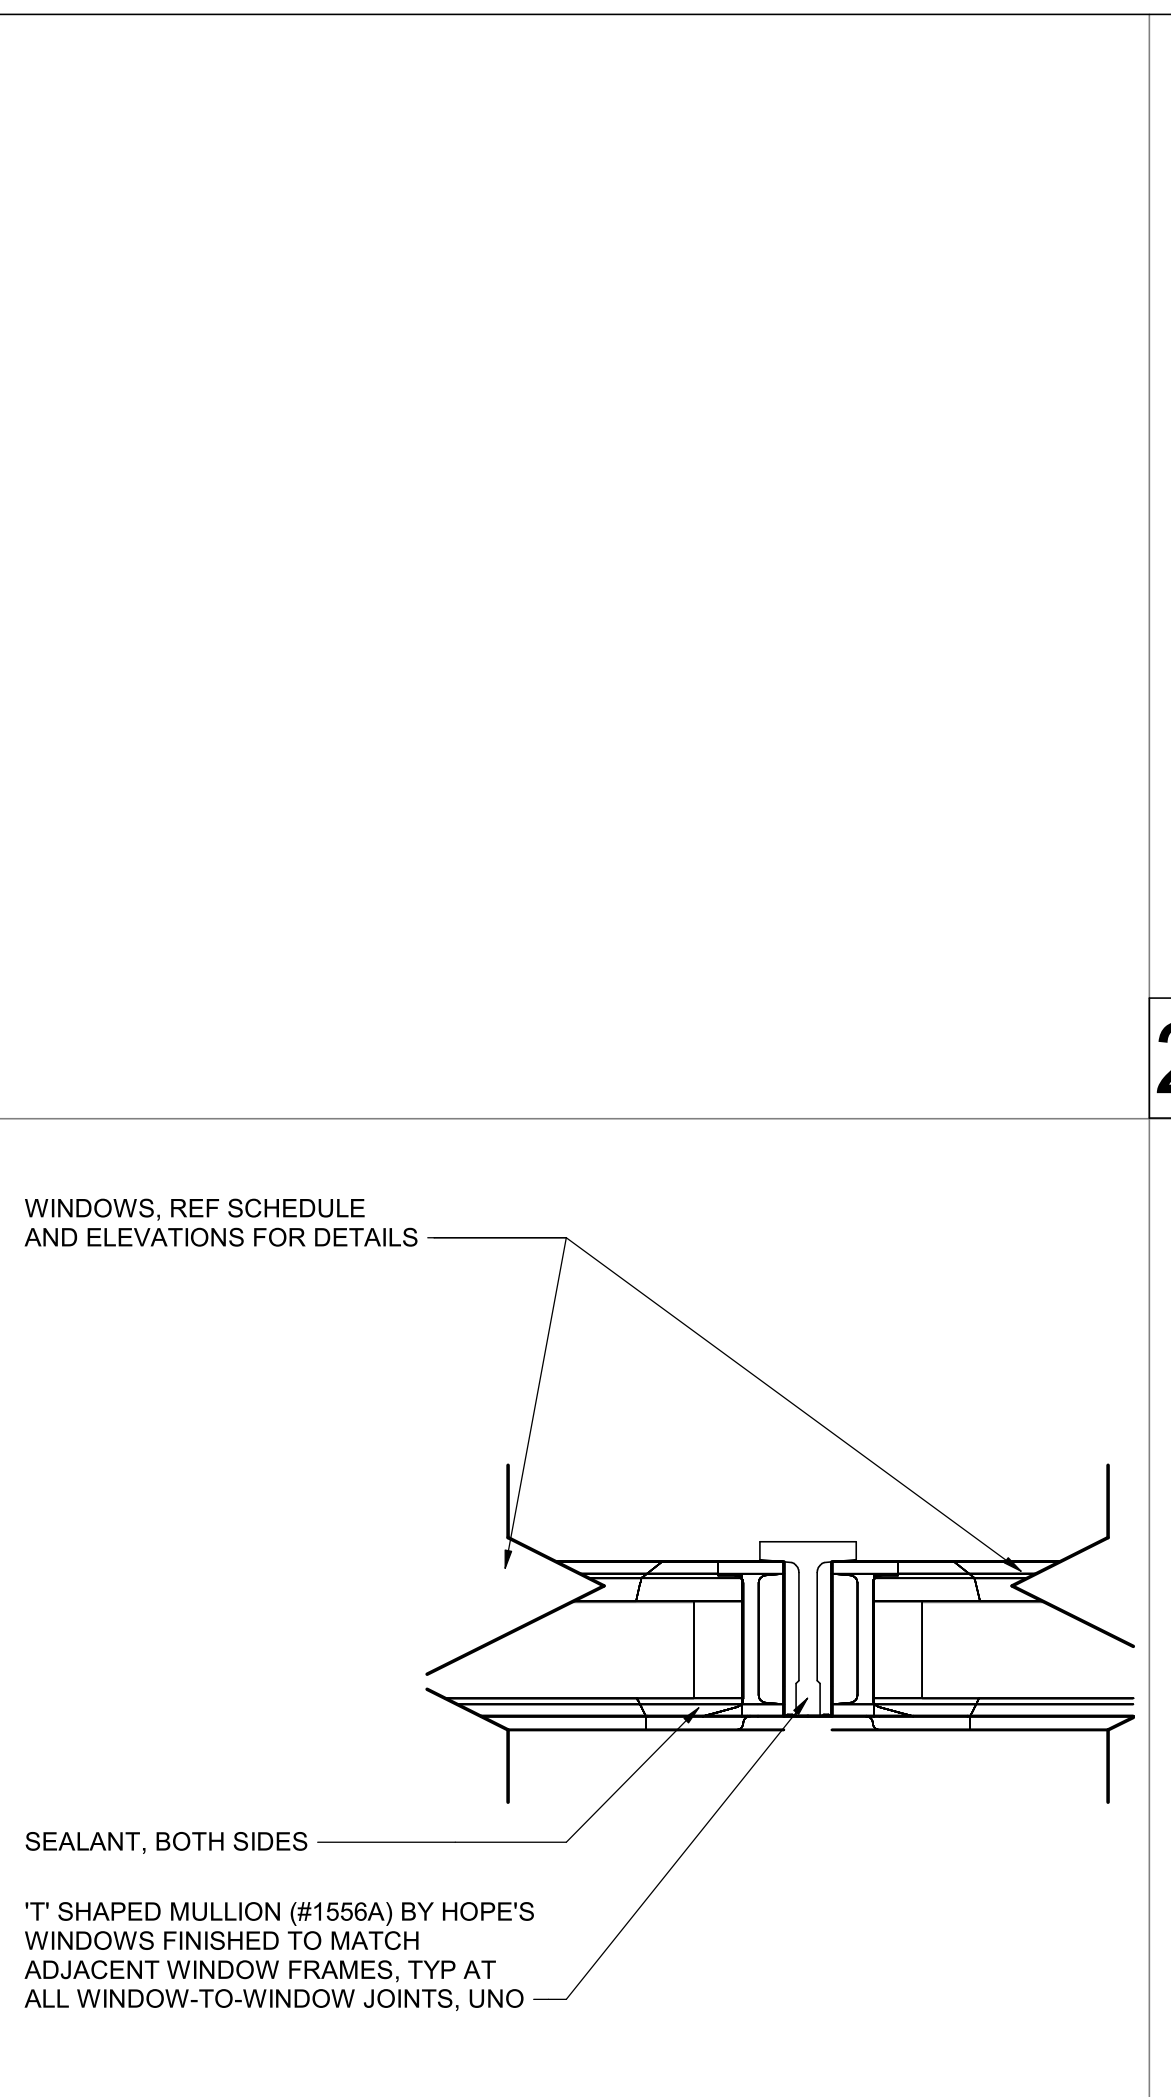 2
WINDOWS, REF SCHEDULE
AND ELEVATIONS FOR DETAILS
SEALANT, BOTH SIDES
'T' SHAPED MULLION (#1556A) BY HOPE'S
WINDOWS FINISHED TO MATCH
ADJACENT WINDOW FRAMES, TYP AT
ALL WINDOW-TO-WINDOW JOINTS, UNO